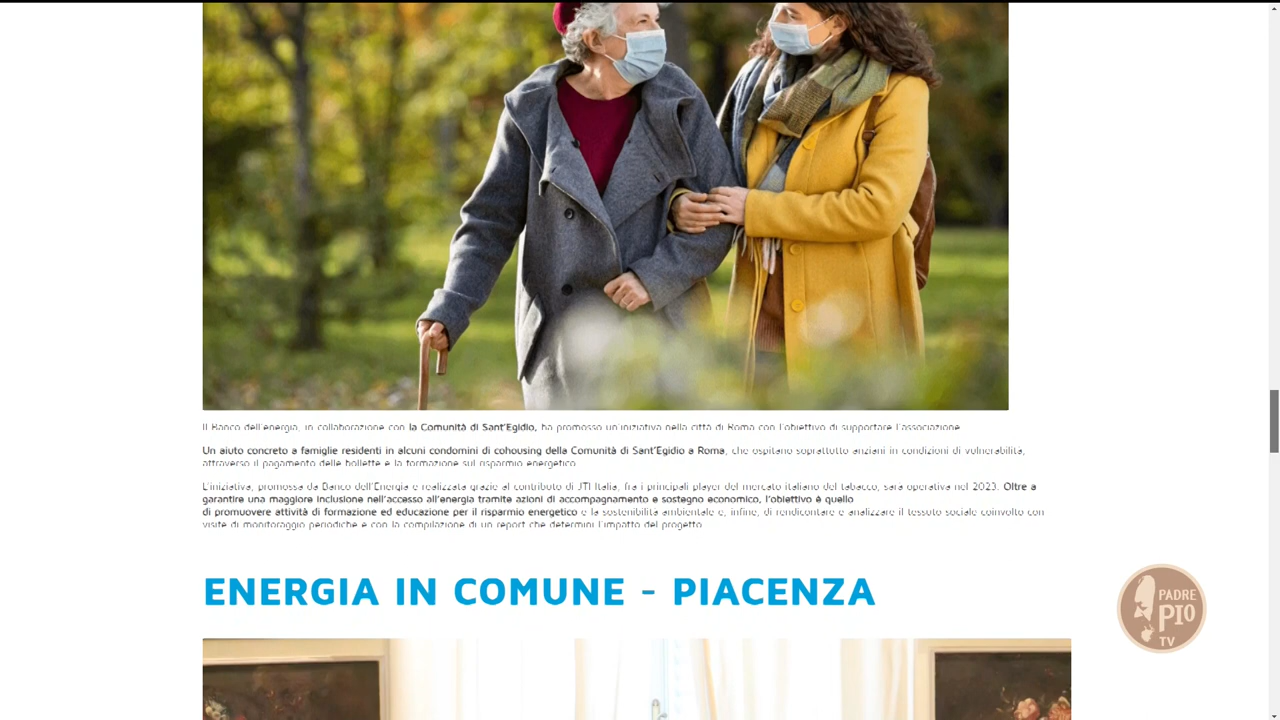 Il Banco dell'energia, in collaborazione con la Comunità di Sant'Egidio, ha promosso un'iniziativa nella città di Roma con l'obiettivo di supportare l'associazione.
Un aiuto concreto a famiglie residenti in alcuni condomini di cohousing della Comunità di Sant'Egidio a Roma, che ospitano soprattutto anziani in condizioni di vulnerabilità,
attraverso il pagamento delle bollette e la formazione sul risparmio energetico.
L'iniziativa, promossa da Banco dell'Energia e realizzata grazie al contributo di JTI Italia, fra i principali player del mercato italiano del tabacco, sarà operativa nel 2023. Oltre a
garantire una maggiore inclusione nell'accesso all'energia tramite azioni di accompagnamento e sostegno economico, l'obiettivo è quello
di promuovere attività di formazione ed educazione per il risparmio energetico e la sostenibilità ambientale e, infine, di rendicontare e analizzare il tessuto sociale coinvolto con
visite di monitoraggio periodiche e con la compilazione di un report che determini l'impatto del progetto.
ENERGIA IN COMUNE - PIACENZA
PADRE
PIO
TV